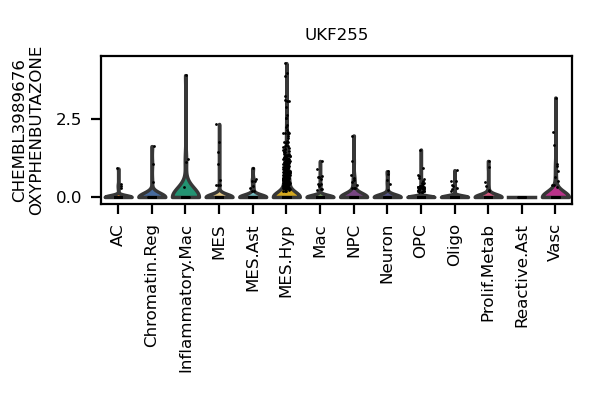 UKF255
CHEMBL3989676
OXYPHENBUTAZONE
2.5
0.0
AC
Chromatin.Reg
Inflammatory.Mac
MES
MES.Ast
MES.Hyp
Mac
NPC
Neuron
OPC
Oligo
Prolif.Metab
Reactive.Ast
Vasc